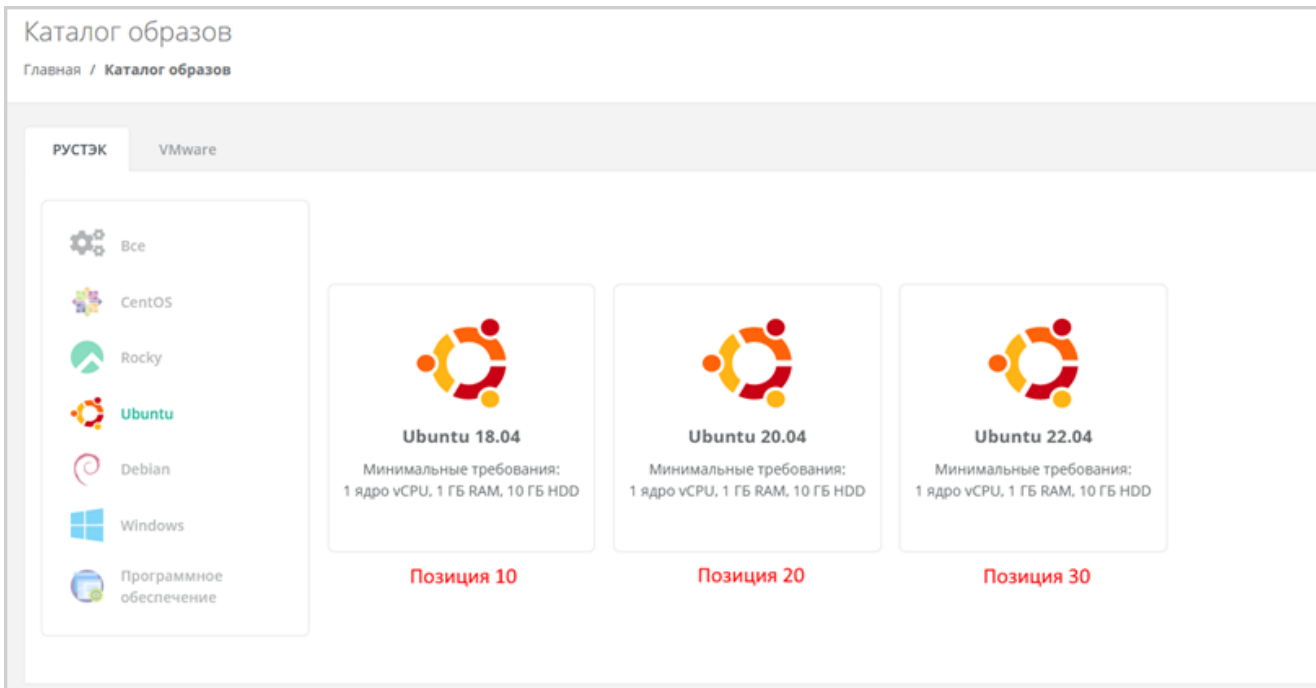 Каталог образов
Главная / Каталог образов
РУСТЭК
VMware
Все
CentOS
Rocky
Ubuntu
Debian
Windows
Программное
обеспечение
Ubuntu 18.04
Минимальные требования:
1 ядро vCPU, 1 ГБ RAM, 10 ГБ HDD
Позиция 10
Ubuntu 20.04
Минимальные требования:
1 ядро vCPU, 1 ГБ RAM, 10 ГБ HDD
Позиция 20
Ubuntu 22.04
Минимальные требования:
1 ядро vCPU, 1 ГБ RAM, 10 ГБ HDD
Позиция 30